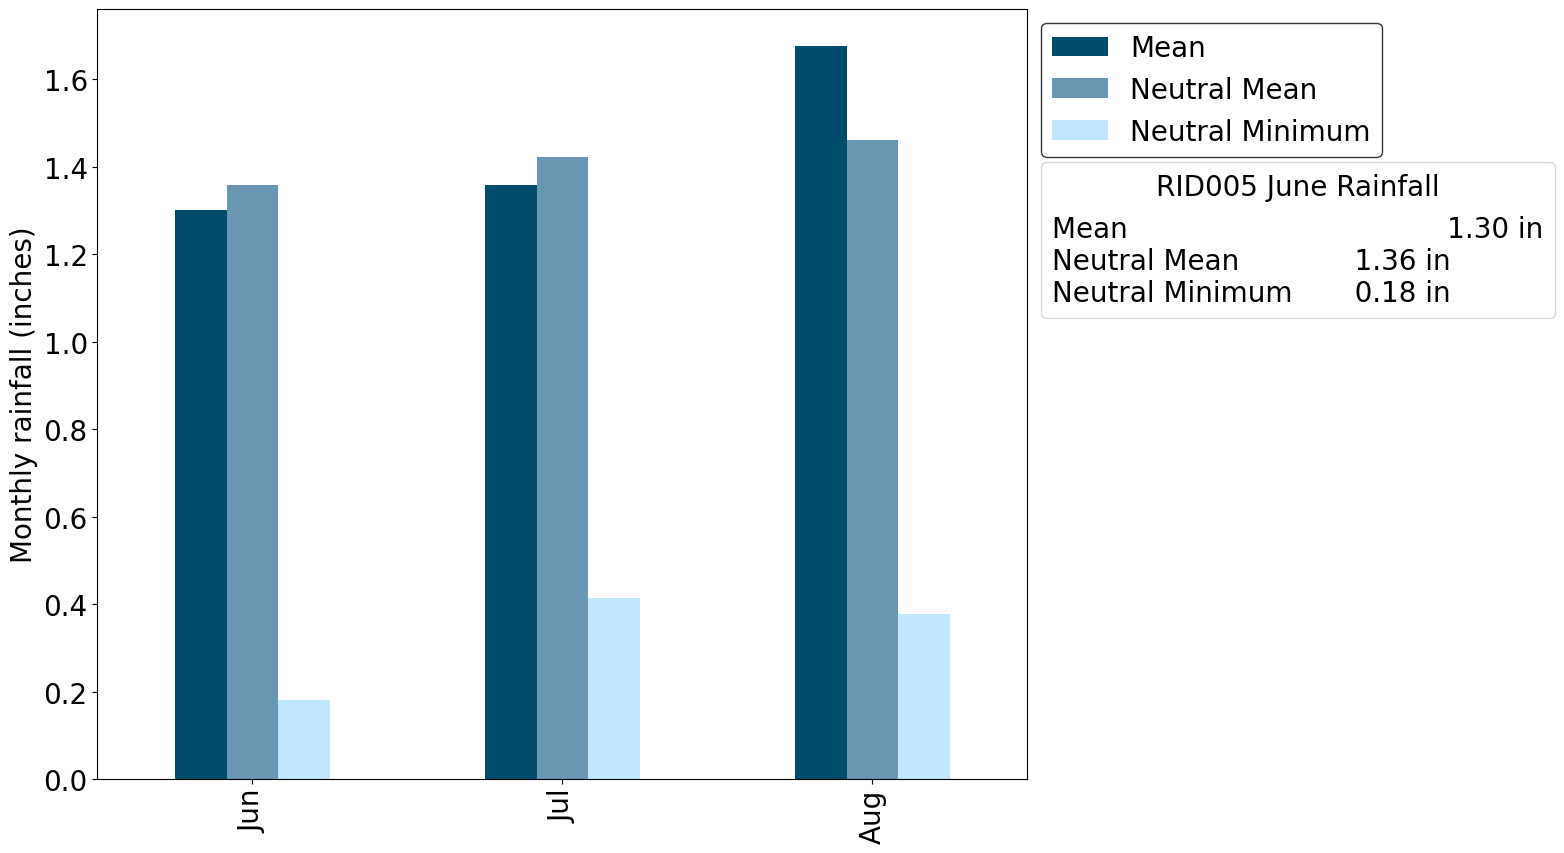 Monthly rainfall (inches)
1.6
1.4
1.2
1.0
0.8
0.6
0.4
0.2
0.0
Jun
Jul
Aug
Mean
Neutral Mean
Neutral Minimum
RID005 June Rainfall
Mean 1.30 in
Neutral Mean 1.36 in
Neutral Minimum 0.18 in